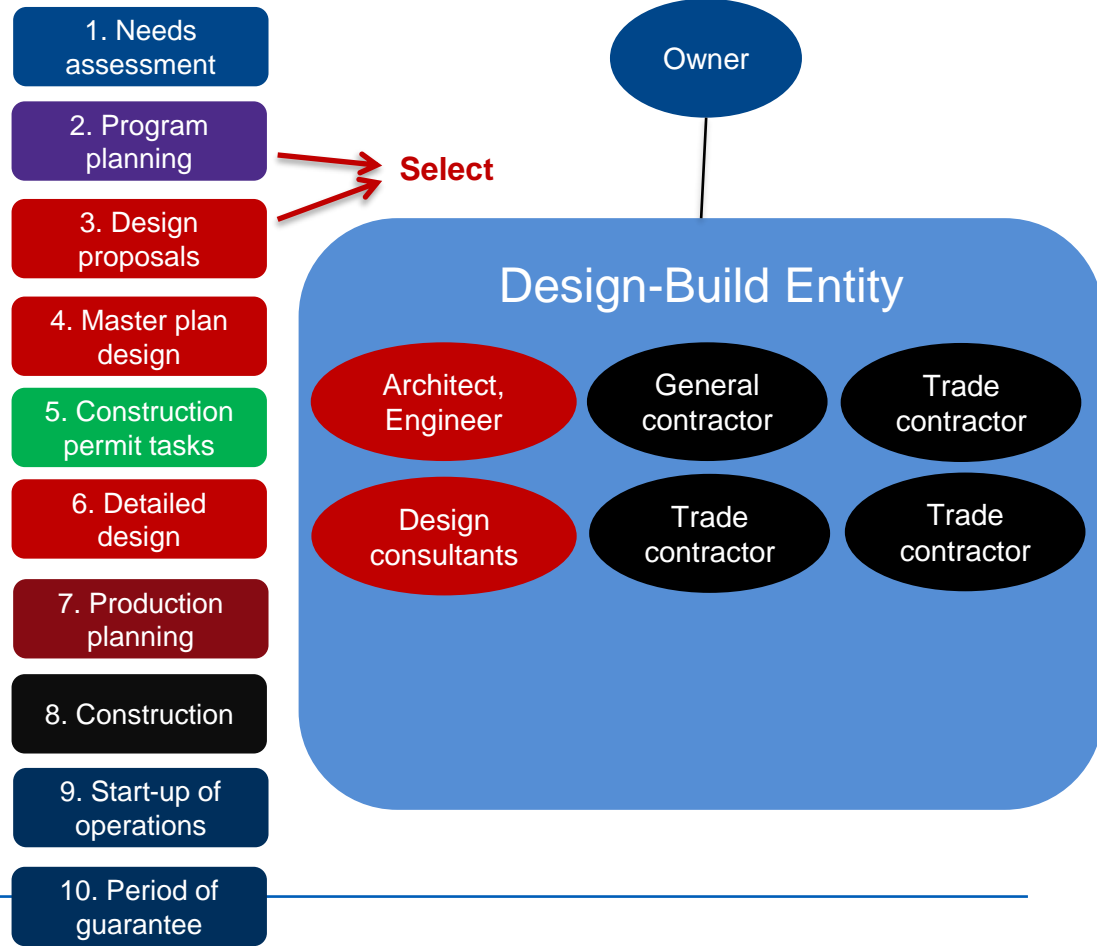 1. Needs
assessment
2. Program
planning
3. Design
proposals
4. Master plan
design
5. Construction
permit tasks
6. Detailed
design
7. Production
planning
8. Construction
9. Start-up of
operations
10. Period of
guarantee
Select
Owner
Design-Build Entity
Architect,
Engineer
General
contractor
Trade
contractor
Design
consultants
Trade
contractor
Trade
contractor